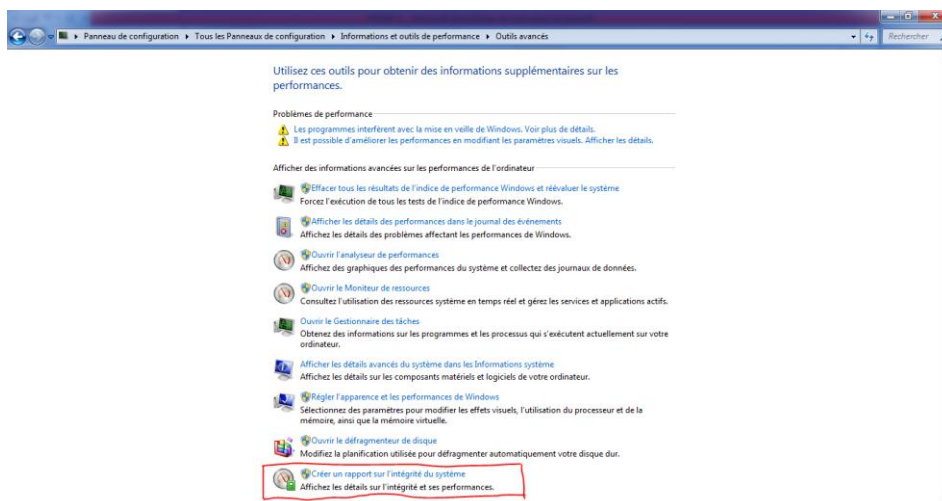 Panneau de configuration ▸ Tous les Panneaux de configuration ▸ Informations et outils de performance ▸ Outils avancés
Rechercher
Utilisez ces outils pour obtenir des informations supplémentaires sur les
performances.
Problèmes de performance
Les programmes interfèrent avec la mise en veille de Windows. Voir plus de détails.
Il est possible d'améliorer les performances en modifiant les paramètres visuels. Afficher les détails.
Afficher des informations avancées sur les performances de l'ordinateur
Effacer tous les résultats de l'indice de performance Windows et réévaluer le système
Forcez l'exécution de tous les tests de l'indice de performance Windows.
Afficher les détails des performances dans le journal des événements
Affichez les détails des problèmes affectant les performances de Windows.
Ouvrir l'analyseur de performances
Affichez des graphiques des performances du système et collectez des journaux de données.
Ouvrir le Moniteur de ressources
Consultez l'utilisation des ressources système en temps réel et gérez les services et applications actifs.
Ouvrir le Gestionnaire des tâches
Obtenez des informations sur les programmes et les processus qui s'exécutent actuellement sur votre
ordinateur.
Afficher les détails avancés du système dans les Informations système
Affichez les détails sur les composants matériels et logiciels de votre ordinateur.
Régler l'apparence et les performances de Windows
Sélectionnez des paramètres pour modifier les effets visuels, l'utilisation du processeur et de la
mémoire, ainsi que la mémoire virtuelle.
Ouvrir le défragmenteur de disque
Modifiez la planification utilisée pour défragmenter automatiquement votre disque dur.
Créer un rapport sur l'intégrité du système
Affichez les détails sur l'intégrité et ses performances.